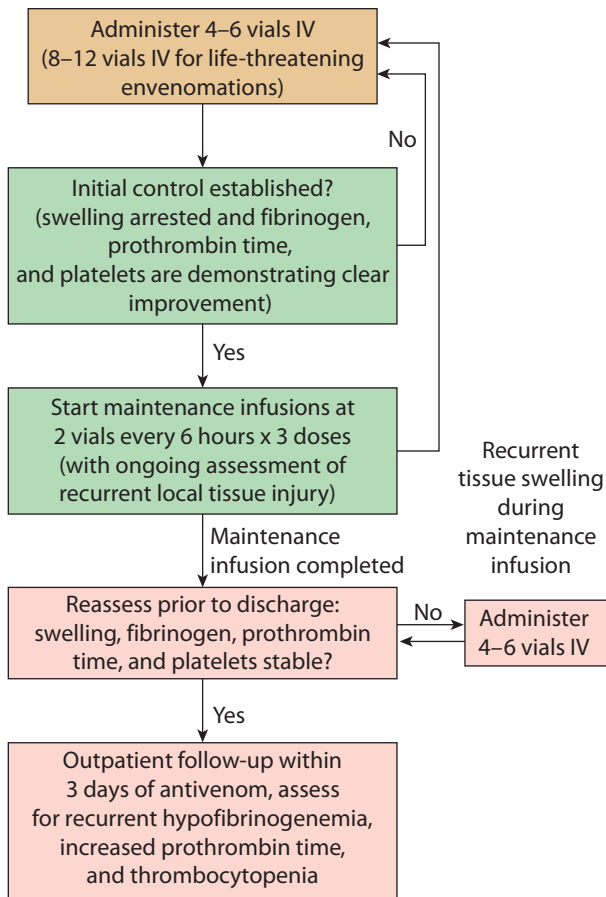 Administer 4–6 vials IV
(8–12 vials IV for life-threatening
envenomations)
No
Initial control established?
(swelling arrested and fibrinogen,
prothrombin time,
and platelets are demonstrating clear
improvement)
Yes
Start maintenance infusions at
2 vials every 6 hours x 3 doses
(with ongoing assessment of
recurrent local tissue injury)
Recurrent
tissue swelling
during
maintenance
infusion
Maintenance
infusion completed
Reassess prior to discharge:
swelling, fibrinogen, prothrombin
time, and platelets stable?
No
Administer
4–6 vials IV
Yes
Outpatient follow-up within
3 days of antivenom, assess
for recurrent hypofibrinogenemia,
increased prothrombin time,
and thrombocytopenia